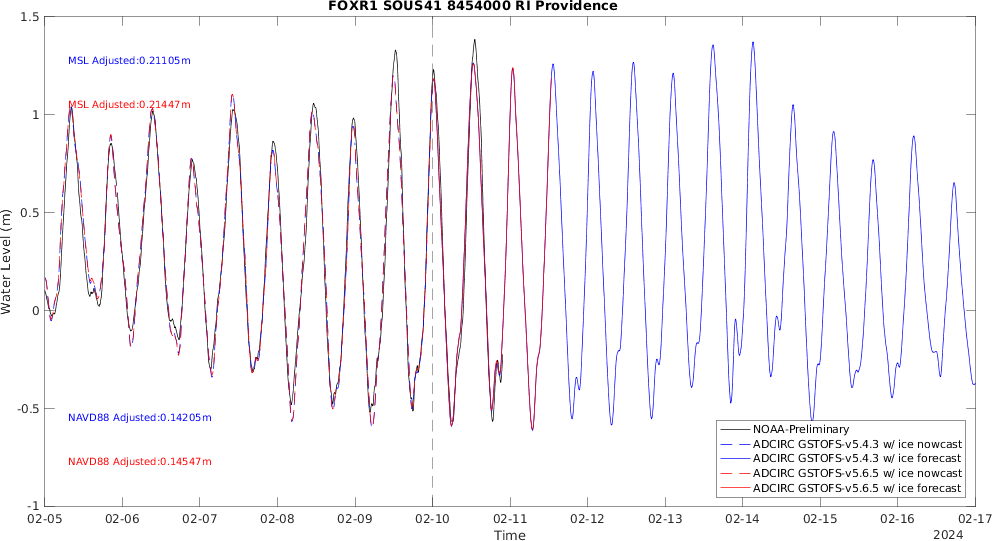 FOXR1 SOUS41 8454000 RI Providence
1.5
MSL Adjusted:0.21105m
MSL Adjusted:0.21447m
1
0.5
Water Level (m)
0
-0.5
NAVD88 Adjusted:0.14205m
NAVD88 Adjusted:0.14547m
-1
NOAA-Preliminary
ADCIRC GSTOFS-v5.4.3 w/ ice nowcast
ADCIRC GSTOFS-v5.4.3 w/ ice forecast
ADCIRC GSTOFS-v5.6.5 w/ ice nowcast
ADCIRC GSTOFS-v5.6.5 w/ ice forecast
02-05 02-06 02-07 02-08 02-09 02-10 02-11 02-12 02-13 02-14 02-15 02-16 02-17
Time
2024